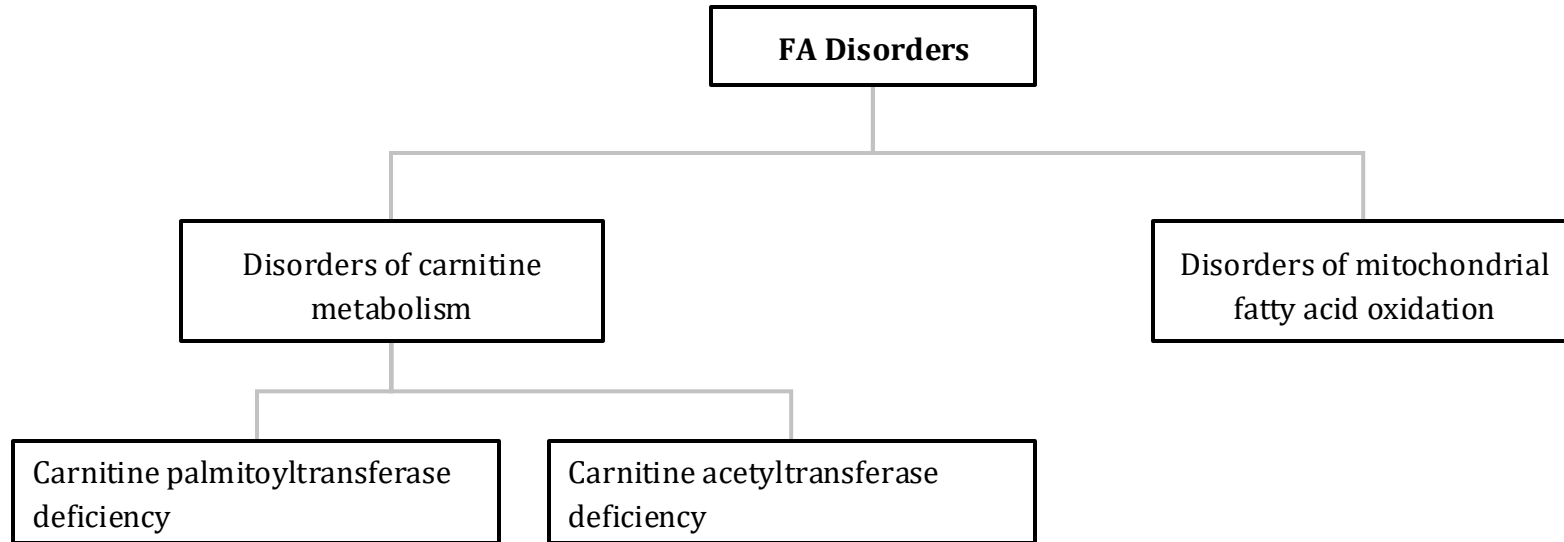 FA Disorders
Disorders of carnitine
metabolism
Disorders of mitochondrial
fatty acid oxidation
Carnitine palmitoyltransferase
deficiency
Carnitine acetyltransferase
deficiency